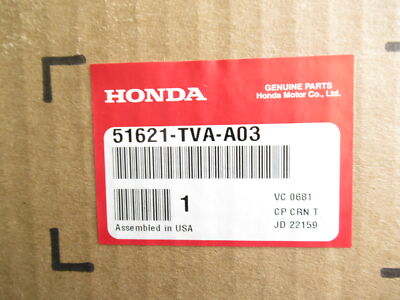 HONDA
GENUINE PARTS
Honda Motor Co., Ltd.
51621-TVA-A03
1
VC 0681
CP CRN T
Assembled in USA
JD 22159